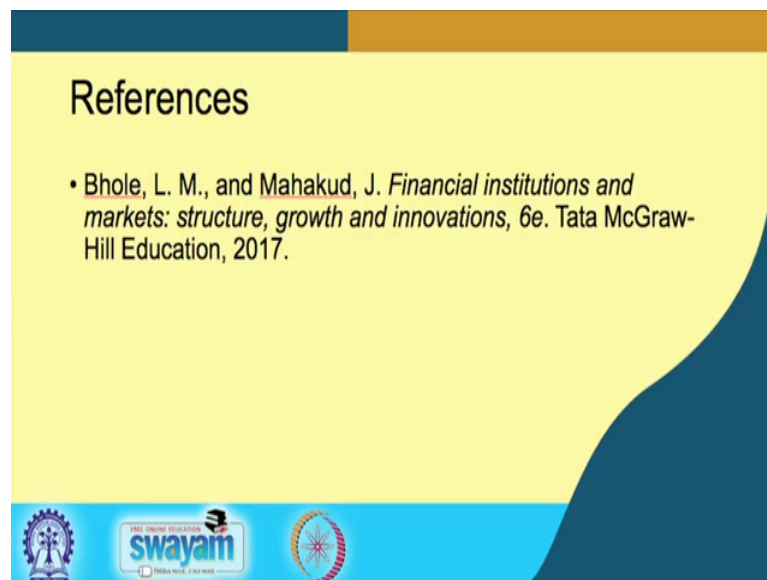 References
• Bhole, L. M., and Mahakud, J. Financial institutions and
markets: structure, growth and innovations, 6e. Tata McGraw-
Hill Education, 2017.
FREE ONLINE EDUCATION
swayam